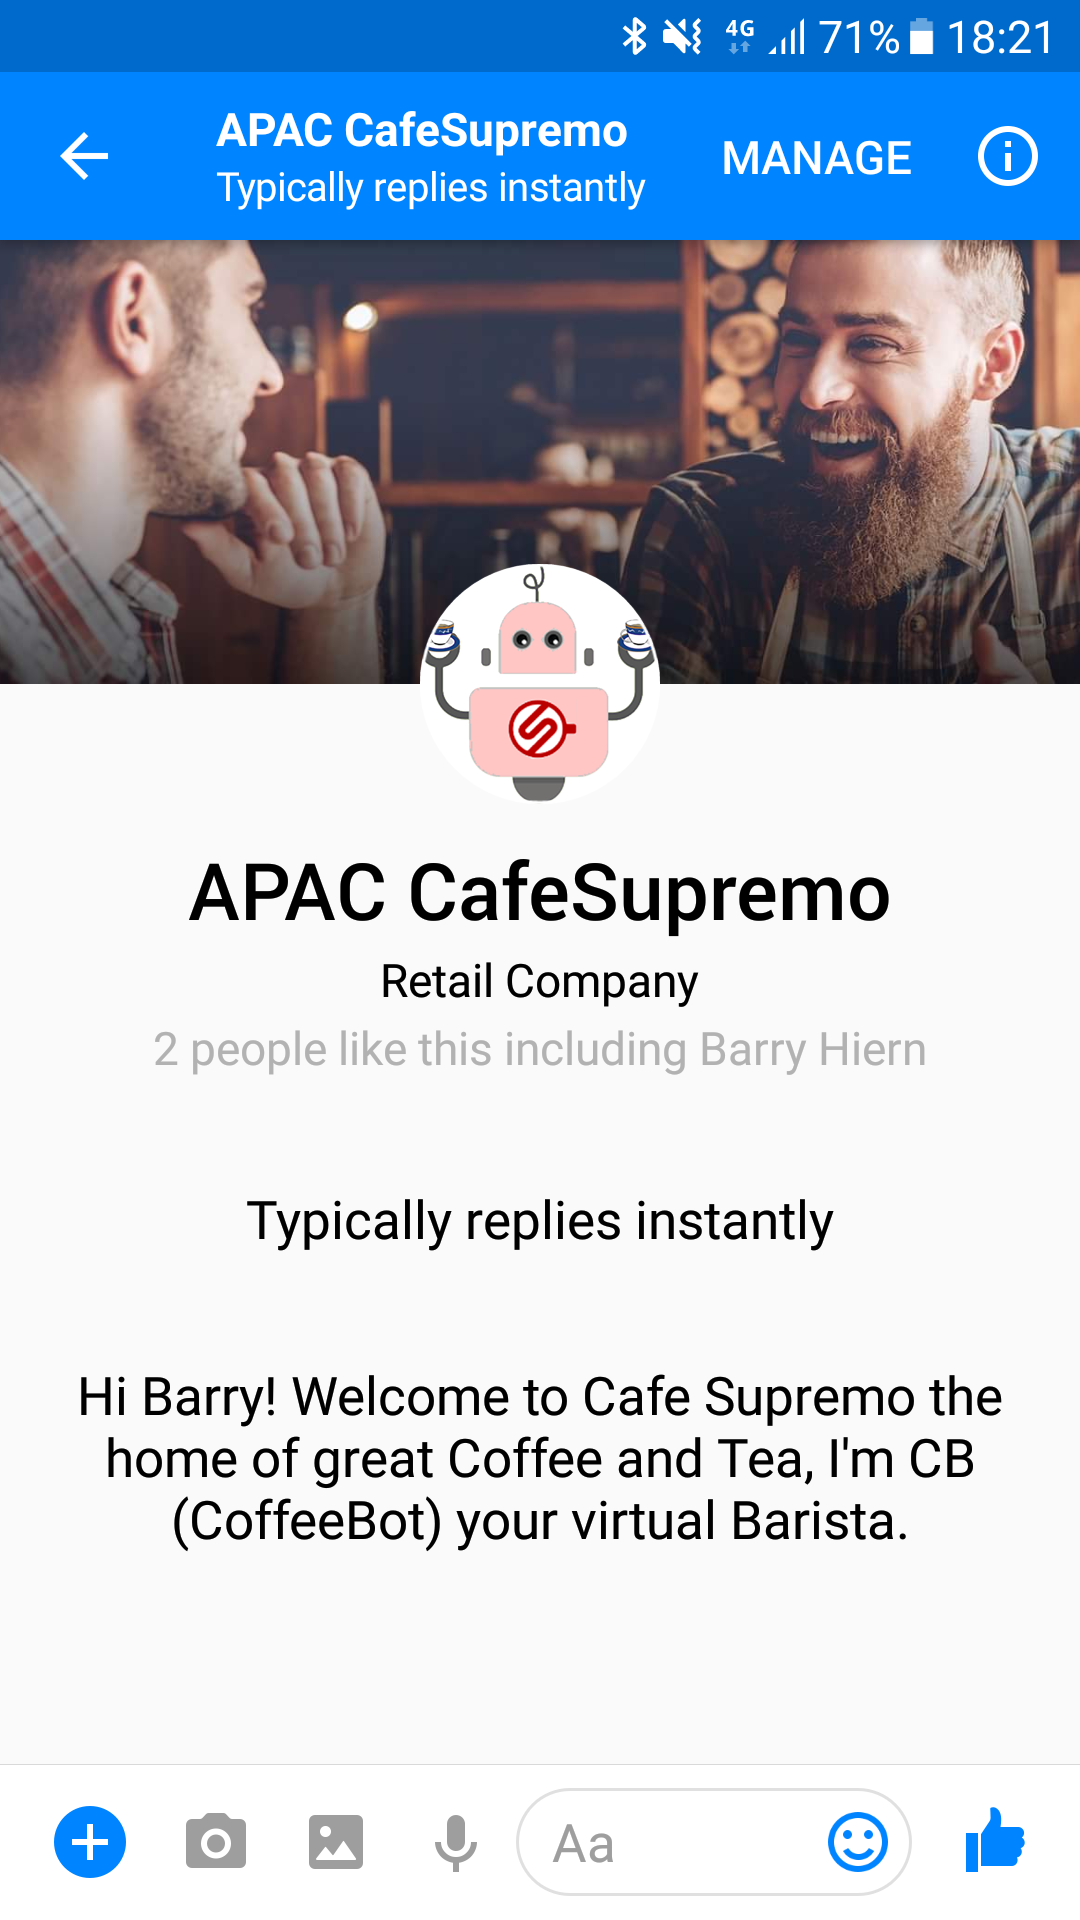 4G 71% 18:21
APAC CafeSupremo
Typically replies instantly
MANAGE
APAC CafeSupremo
Retail Company
2 people like this including Barry Hiern
Typically replies instantly
Hi Barry! Welcome to Cafe Supremo the
home of great Coffee and Tea, I'm CB
(CoffeeBot) your virtual Barista.
Aa